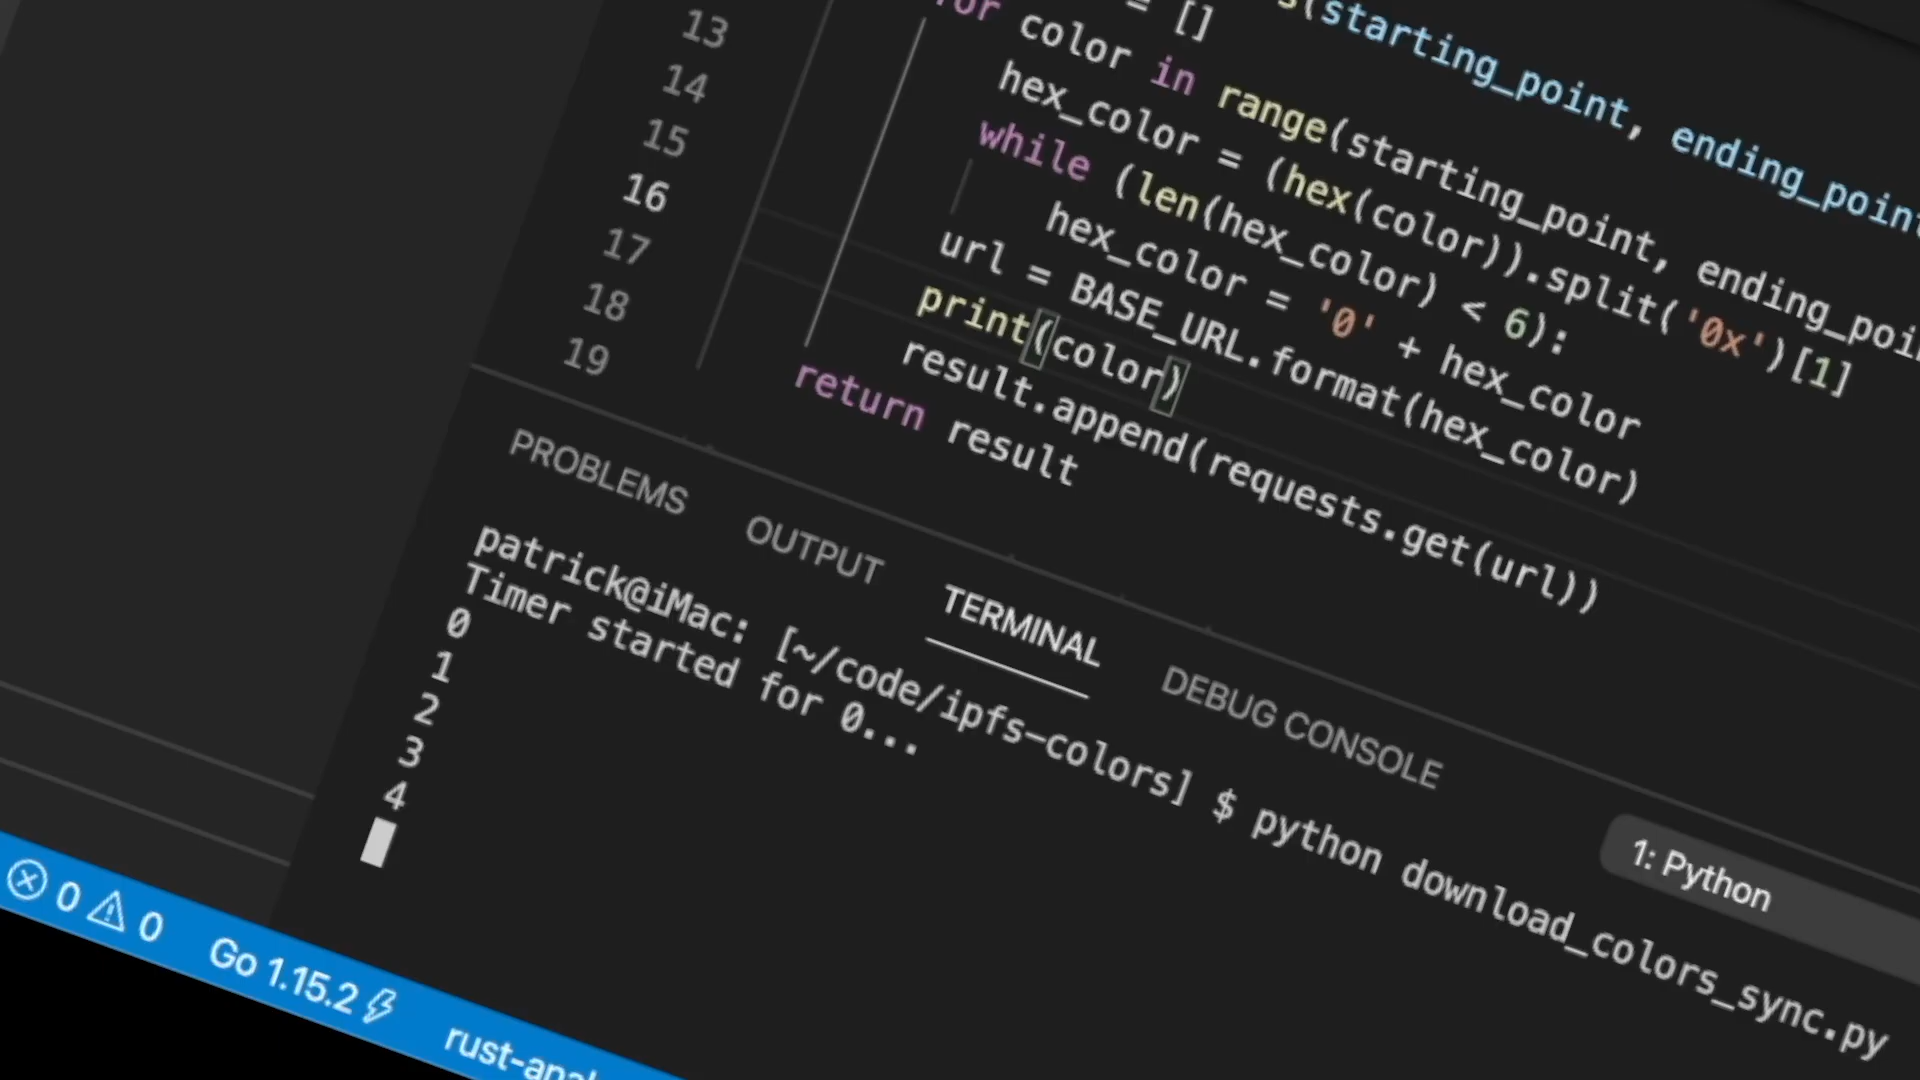 s(starting_point, ending_point
= []
for color in range(starting_point, ending_poin
hex_color = (hex(color)).split('0x')[1]
while (len(hex_color) < 6):
hex_color = '0' + hex_color
url = BASE_URL.format(hex_color)
print(color)
result.append(requests.get(url))
return result
13
14
15
16
17
18
19
PROBLEMS OUTPUT TERMINAL DEBUG CONSOLE
1: Python
patrick@iMac: [~/code/ipfs-colors] $ python download_colors_sync.py
Timer started for 0...
0
1
2
3
4
0 0 Go 1.15.2 rust-anal